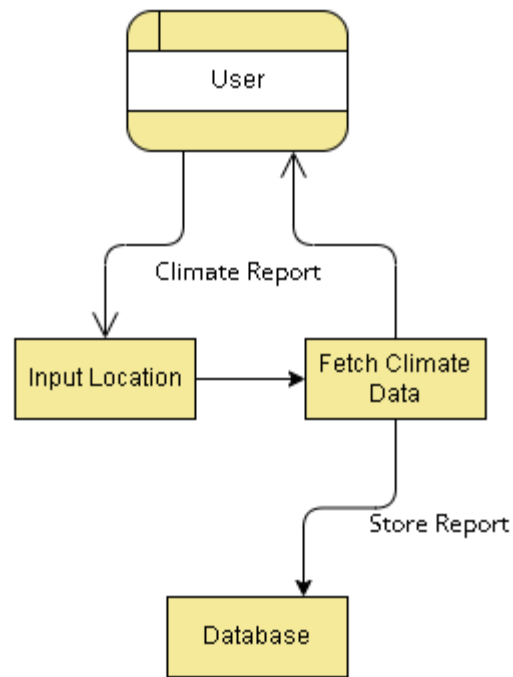 User
Climate Report
Input Location
Fetch Climate
Data
Store Report
Database